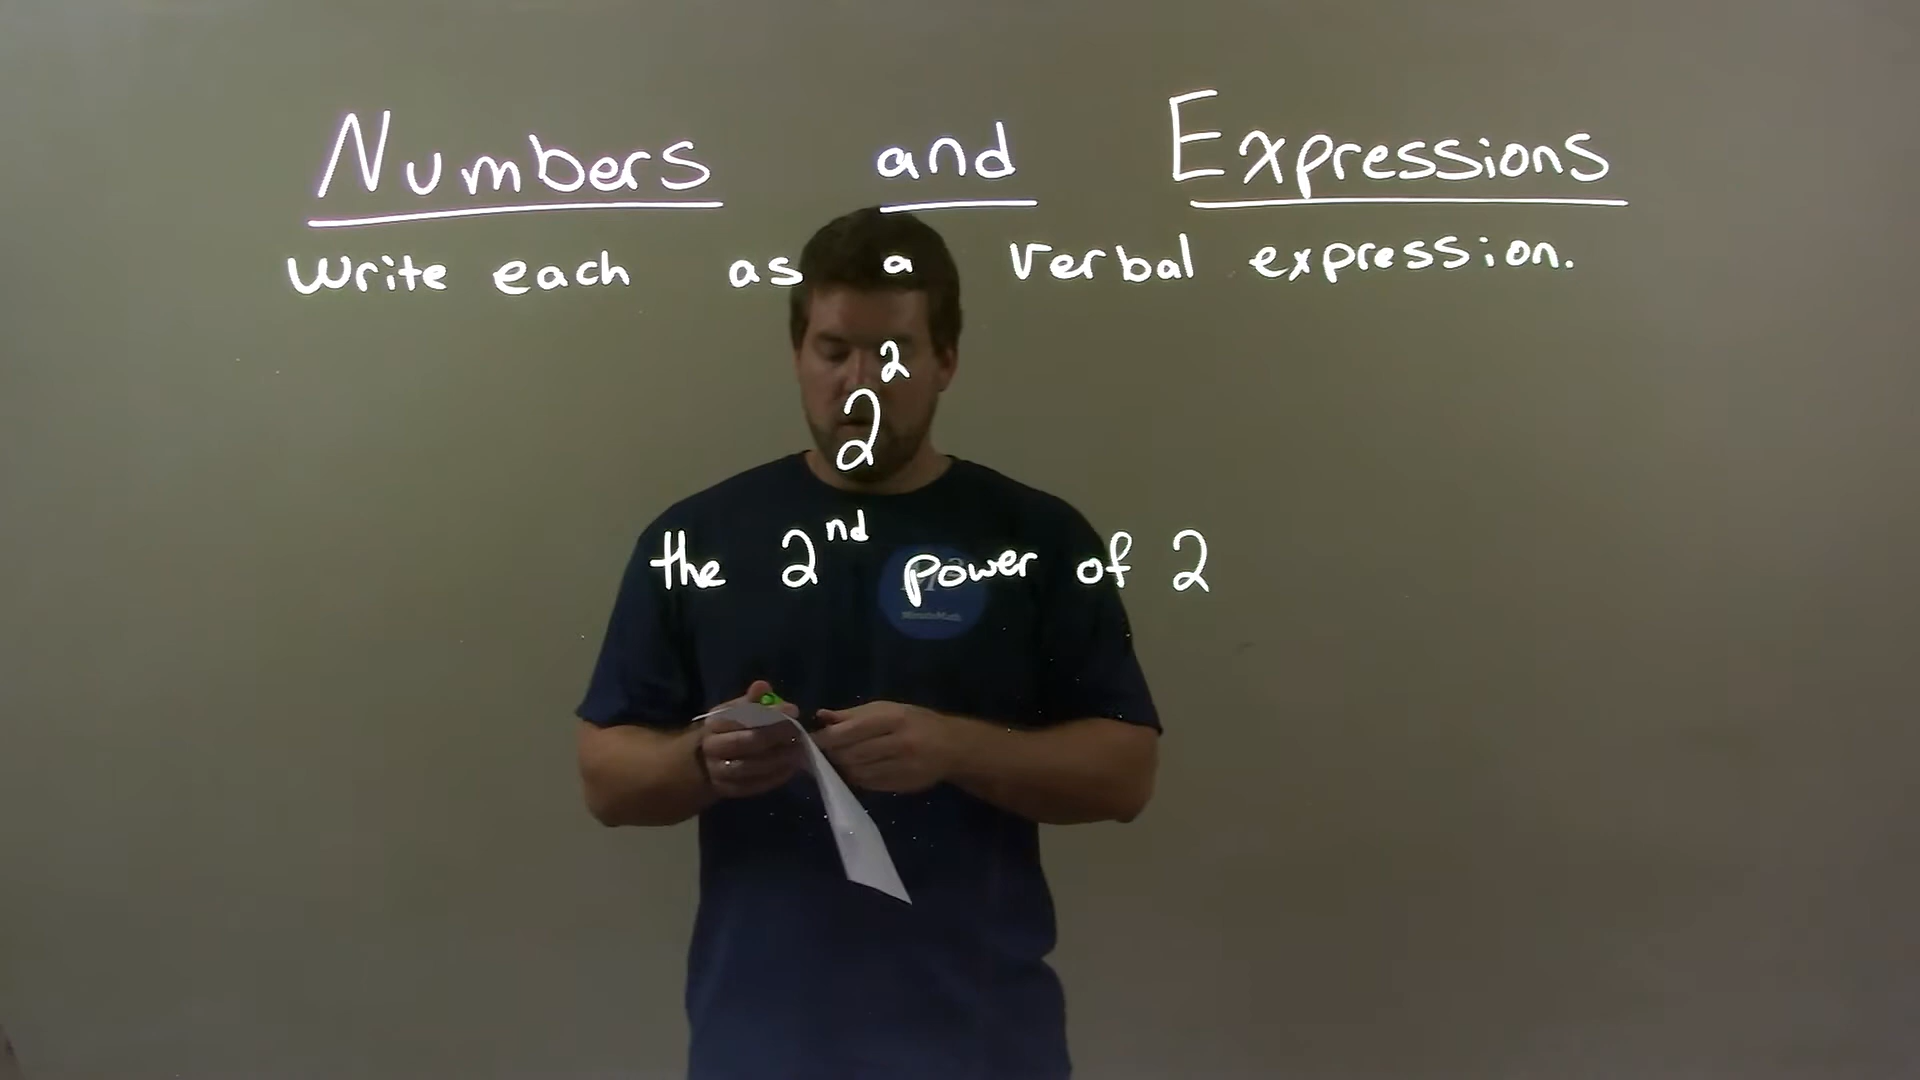 Numbers and Expressions
Write each as a verbal expression.
2²
the 2nd power of 2